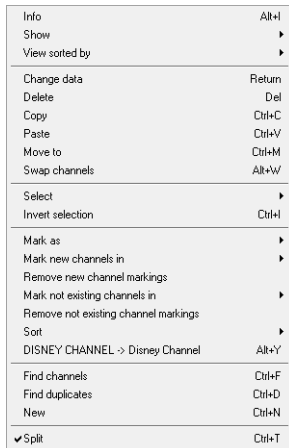 Info Alt+I
Show
View sorted by
Change data Return
Delete Del
Copy Ctrl+C
Paste Ctrl+V
Move to Ctrl+M
Swap channels Alt+W
Select
Invert selection Ctrl+I
Mark as
Mark new channels in
Remove new channel markings
Mark not existing channels in
Remove not existing channel markings
Sort
DISNEY CHANNEL -> Disney Channel Alt+Y
Find channels Ctrl+F
Find duplicates Ctrl+D
New Ctrl+N
Split Ctrl+T